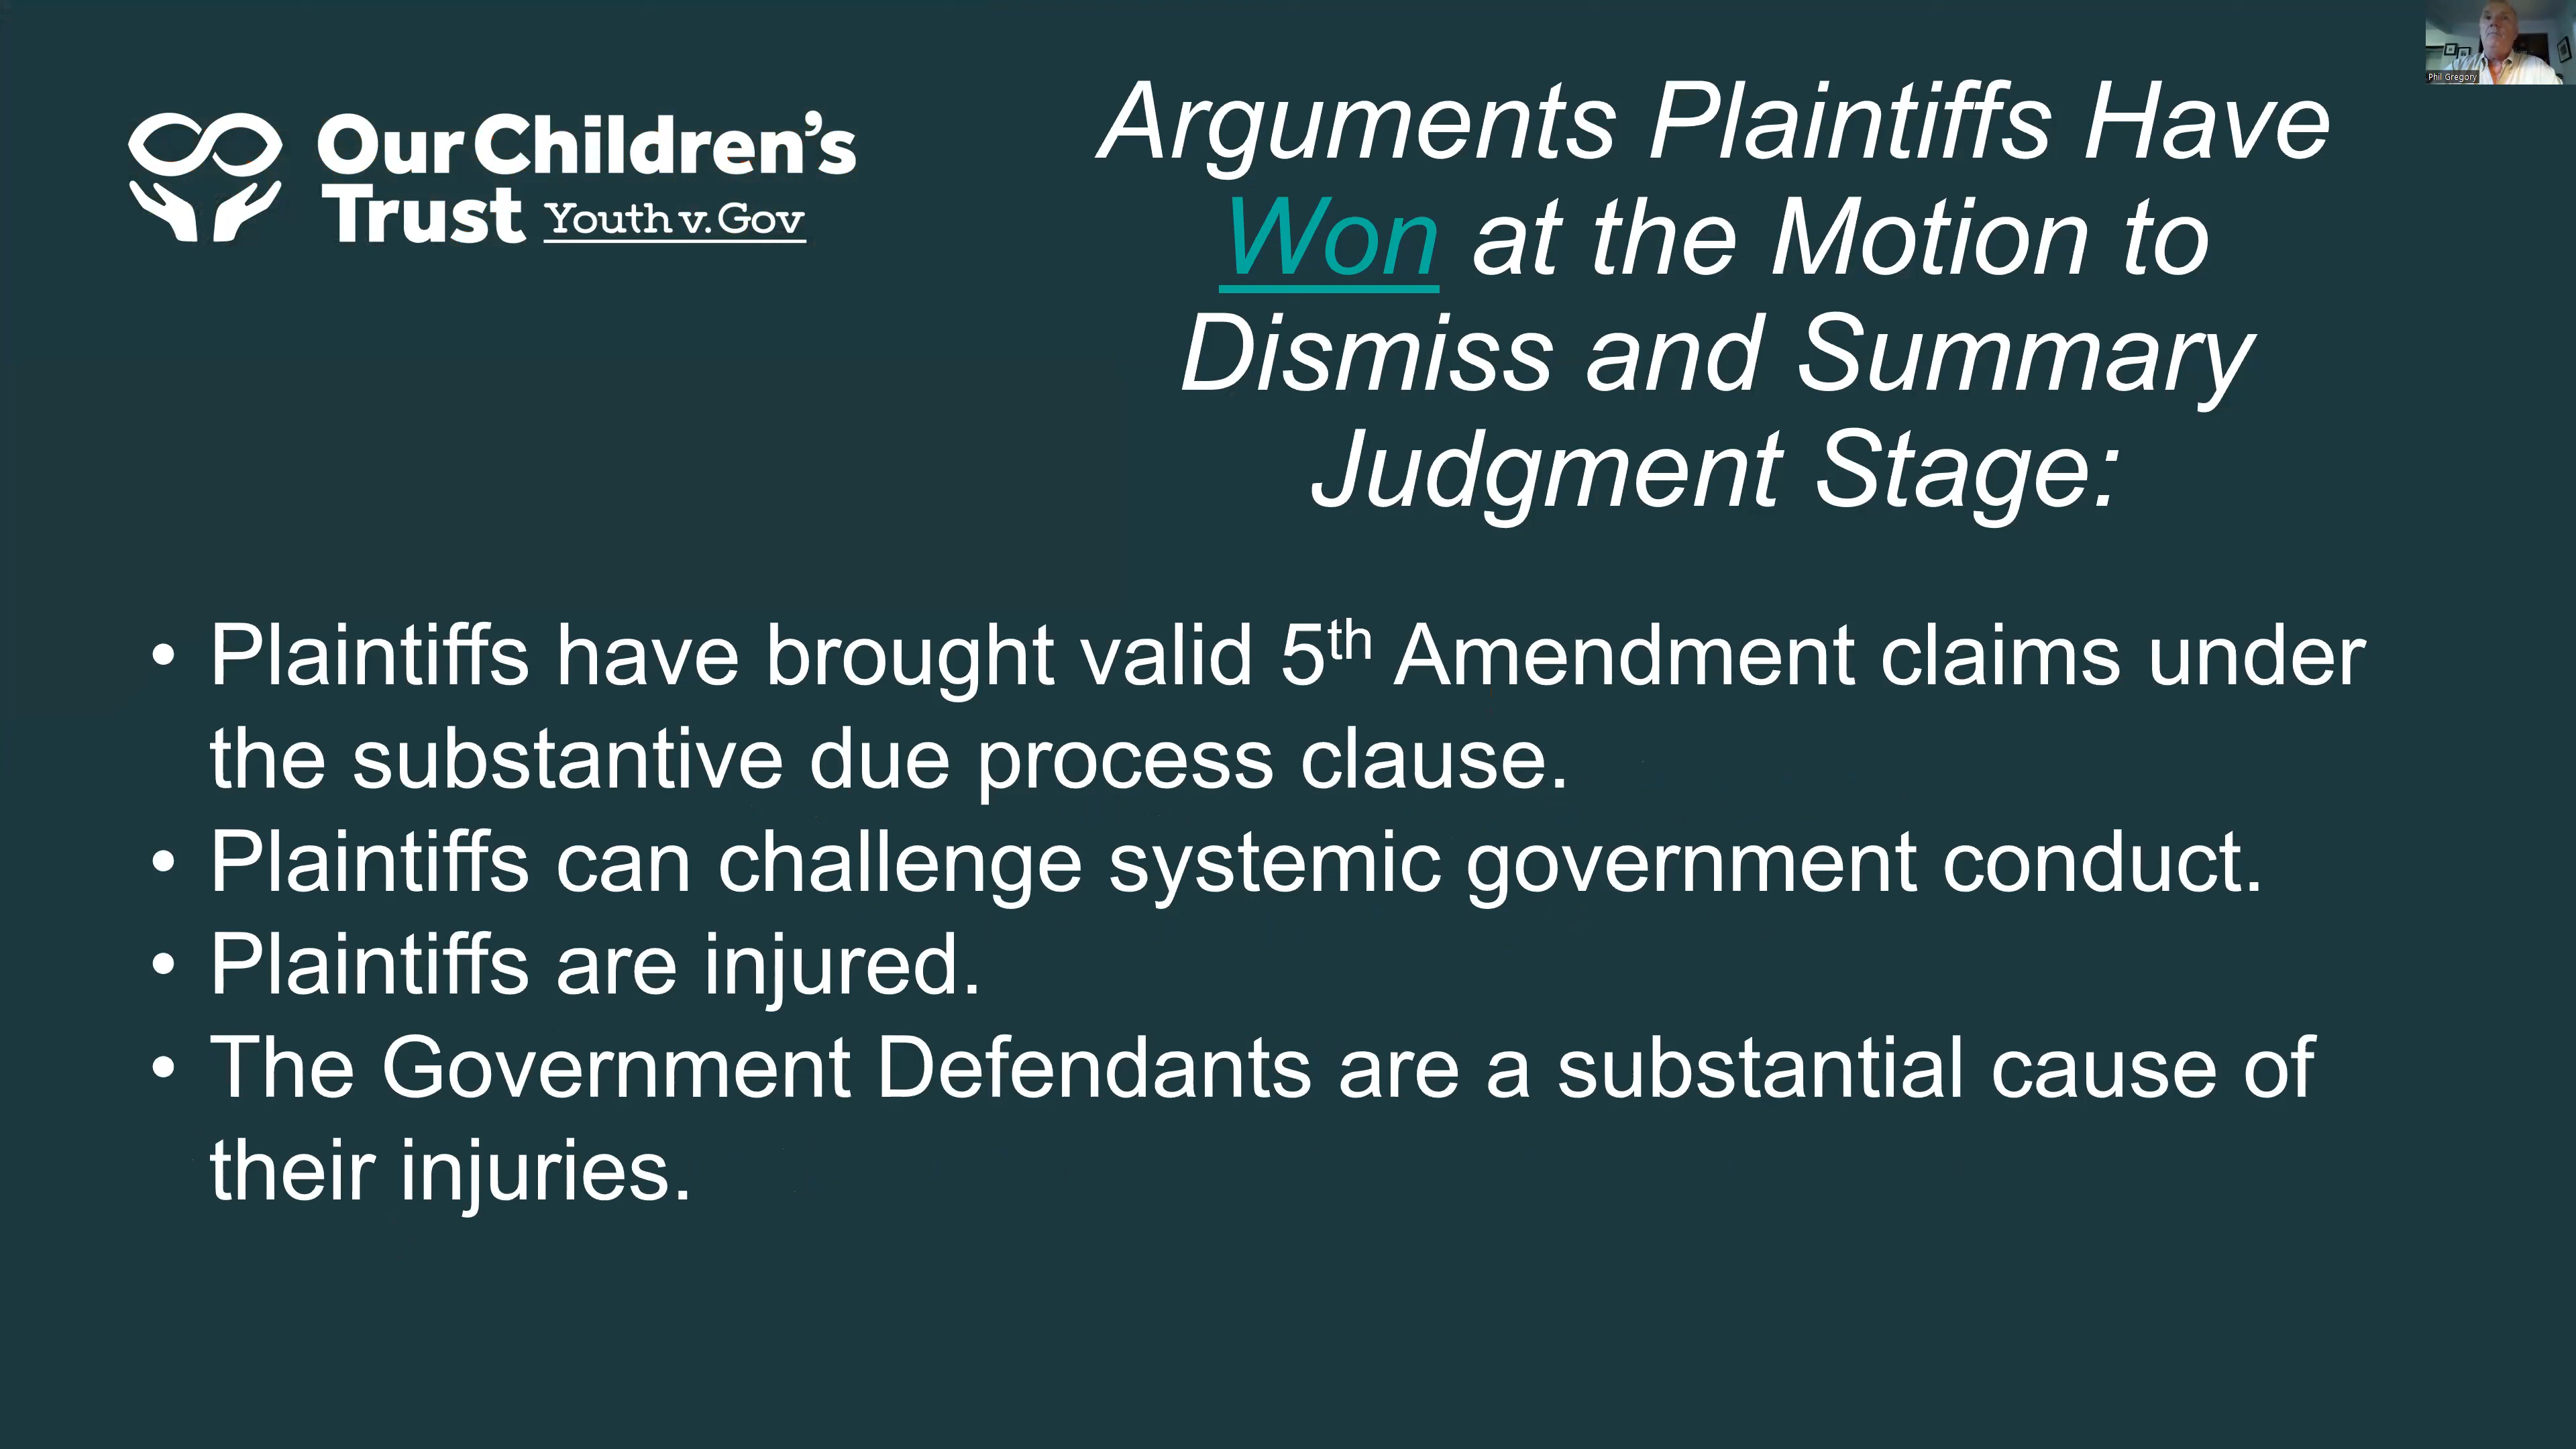 Phil Gregory
Our Children's
Trust Youth v. Gov
Arguments Plaintiffs Have
Won at the Motion to
Dismiss and Summary
Judgment Stage:
• Plaintiffs have brought valid 5th Amendment claims under
the substantive due process clause.
• Plaintiffs can challenge systemic government conduct.
• Plaintiffs are injured.
• The Government Defendants are a substantial cause of
their injuries.